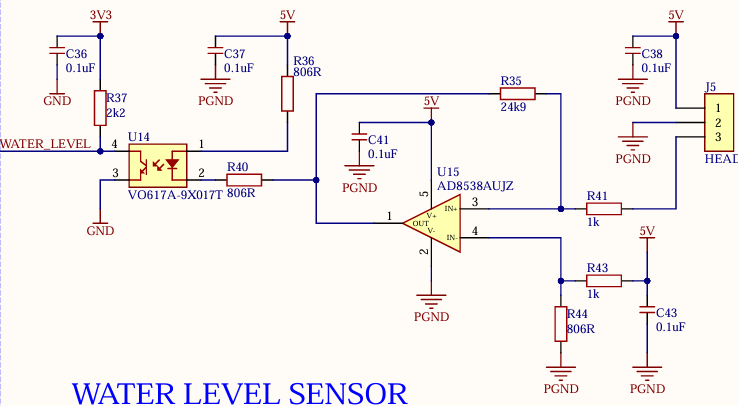 3V3
5V
5V
C36
0.1uF
C37
0.1uF
R36
806R
C38
0.1uF
GND
R37
2k2
PGND
R35
24k9
PGND
J5
1
2
3
5V
WATER_LEVEL
4
U14
1
C41
0.1uF
PGND
HEAD
3
2
R40
806R
VO617A-9X017T
PGND
U15
AD8538AUJZ
5
V+
IN+
3
R41
1k
GND
1
OUT
V-
IN-
4
5V
2
R43
1k
PGND
R44
806R
C43
0.1uF
PGND
PGND
WATER LEVEL SENSOR